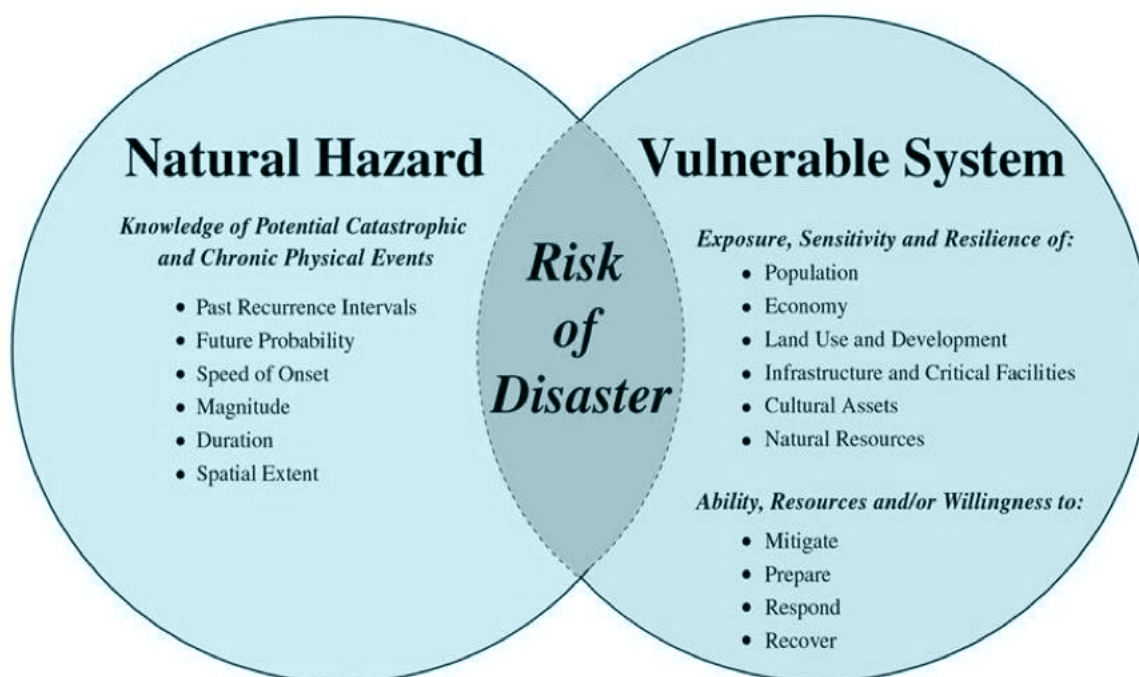 Natural Hazard
Knowledge of Potential Catastrophic
and Chronic Physical Events
• Past Recurrence Intervals
• Future Probability
• Speed of Onset
• Magnitude
• Duration
• Spatial Extent
Risk
of
Disaster
Vulnerable System
Exposure, Sensitivity and Resilience of:
• Population
• Economy
• Land Use and Development
• Infrastructure and Critical Facilities
• Cultural Assets
• Natural Resources
Ability, Resources and/or Willingness to:
• Mitigate
• Prepare
• Respond
• Recover